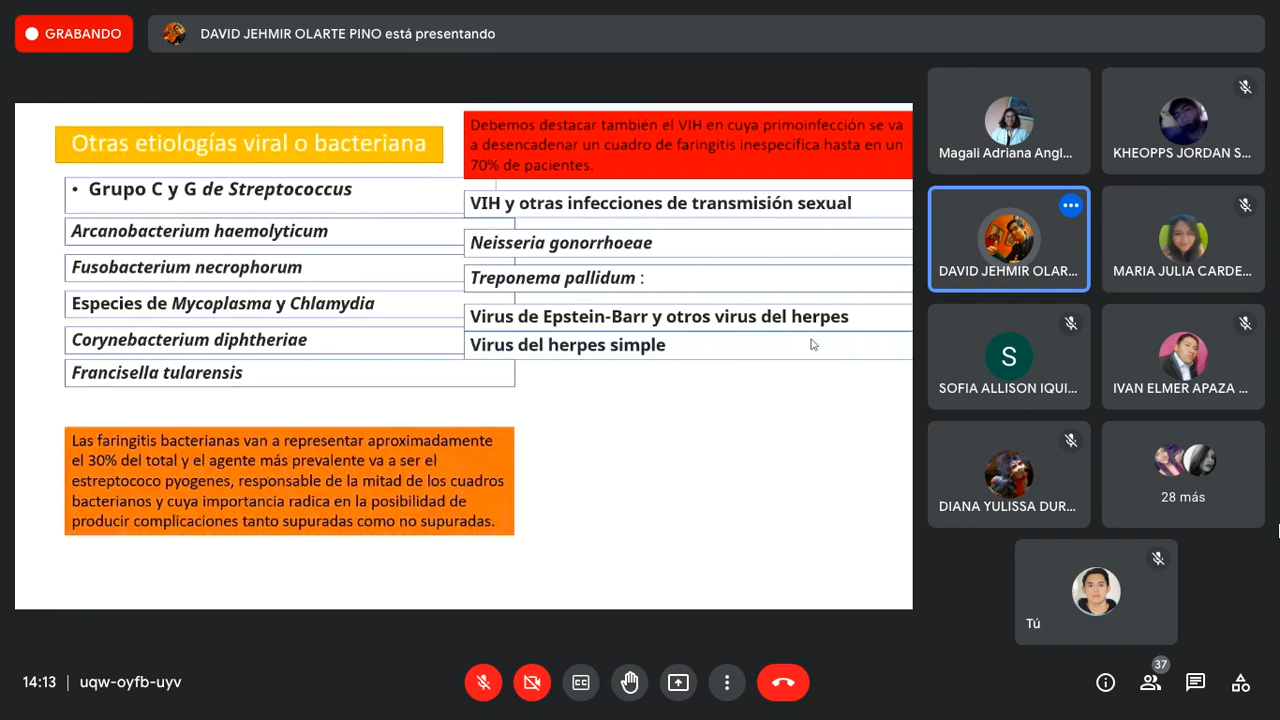 GRABANDO
DAVID JEHMIR OLARTE PINO está presentando
Otras etiologías viral o bacteriana
• Grupo C y G de Streptococcus
Arcanobacterium haemolyticum
Fusobacterium necrophorum
Especies de Mycoplasma y Chlamydia
Corynebacterium diphtheriae
Francisella tularensis
Las faringitis bacterianas van a representar aproximadamente
el 30% del total y el agente más prevalente va a ser el
estreptococo pyogenes, responsable de la mitad de los cuadros
bacterianos y cuya importancia radica en la posibilidad de
producir complicaciones tanto supuradas como no supuradas.
Debemos destacar también el VIH en cuya primoinfección se va
a desencadenar un cuadro de faringitis inespecifica hasta en un
70% de pacientes.
VIH y otras infecciones de transmisión sexual
Neisseria gonorrhoeae
Treponema pallidum :
Virus de Epstein-Barr y otros virus del herpes
Virus del herpes simple
Magali Adriana Angl...
KHEOPPS JORDAN S...
DAVID JEHMIR OLAR...
MARIA JULIA CARDE...
S
SOFIA ALLISON IQUI...
IVAN ELMER APAZA ...
DIANA YULISSA DUR...
28 más
Tú
14:13 | uqw-oyfb-uyv
CC
37